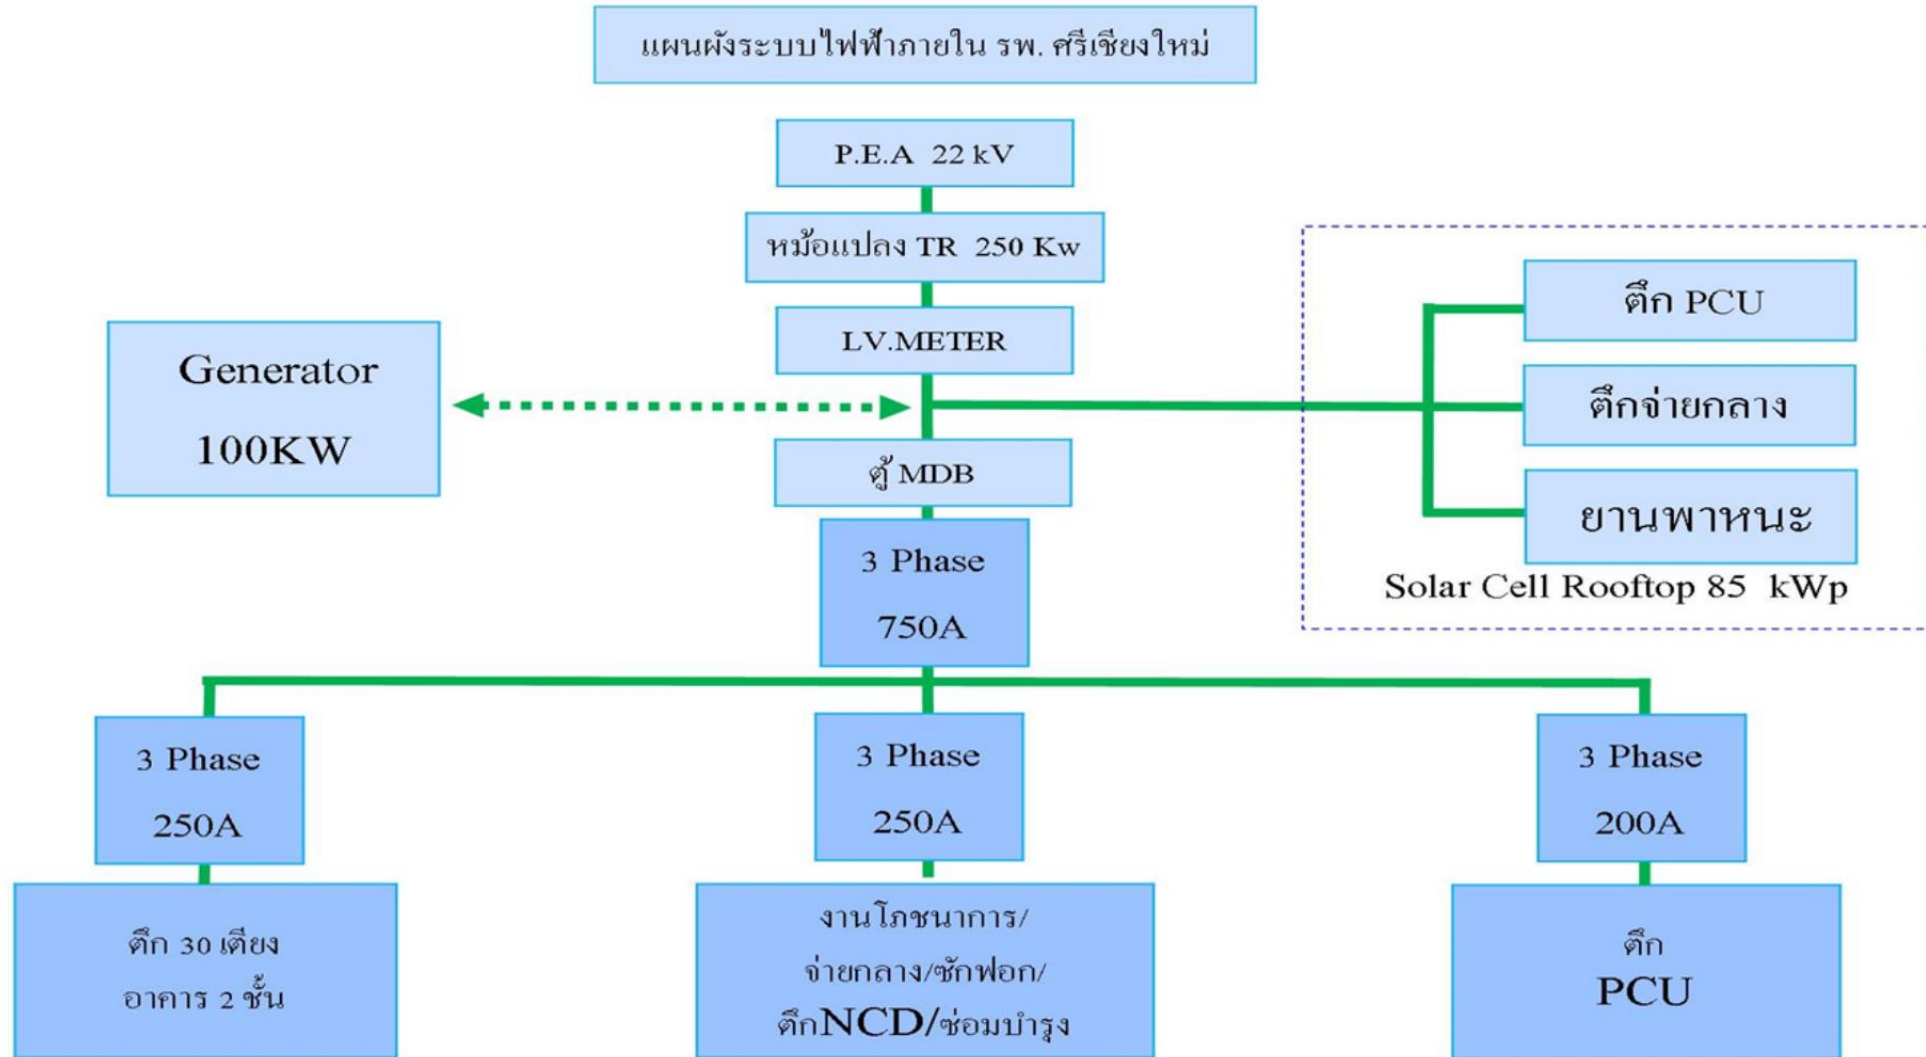 แผนผังระบบไฟฟ้าภายใน รพ. ศรีเชียงใหม่
P.E.A 22 kV
หม้อแปลง TR 250 Kw
LV.METER
Generator
100KW
ตู้ MDB
ตึก PCU
ตึกจ่ายกลาง
ยานพาหนะ
Solar Cell Rooftop 85 kWp
3 Phase
750A
3 Phase
250A
3 Phase
250A
3 Phase
200A
ตึก 30 เตียง
อาคาร 2 ชั้น
งานโภชนาการ/
จ่ายกลาง/ซักฟอก/
ตึกNCD/ซ่อมบำรุง
ตึก
PCU